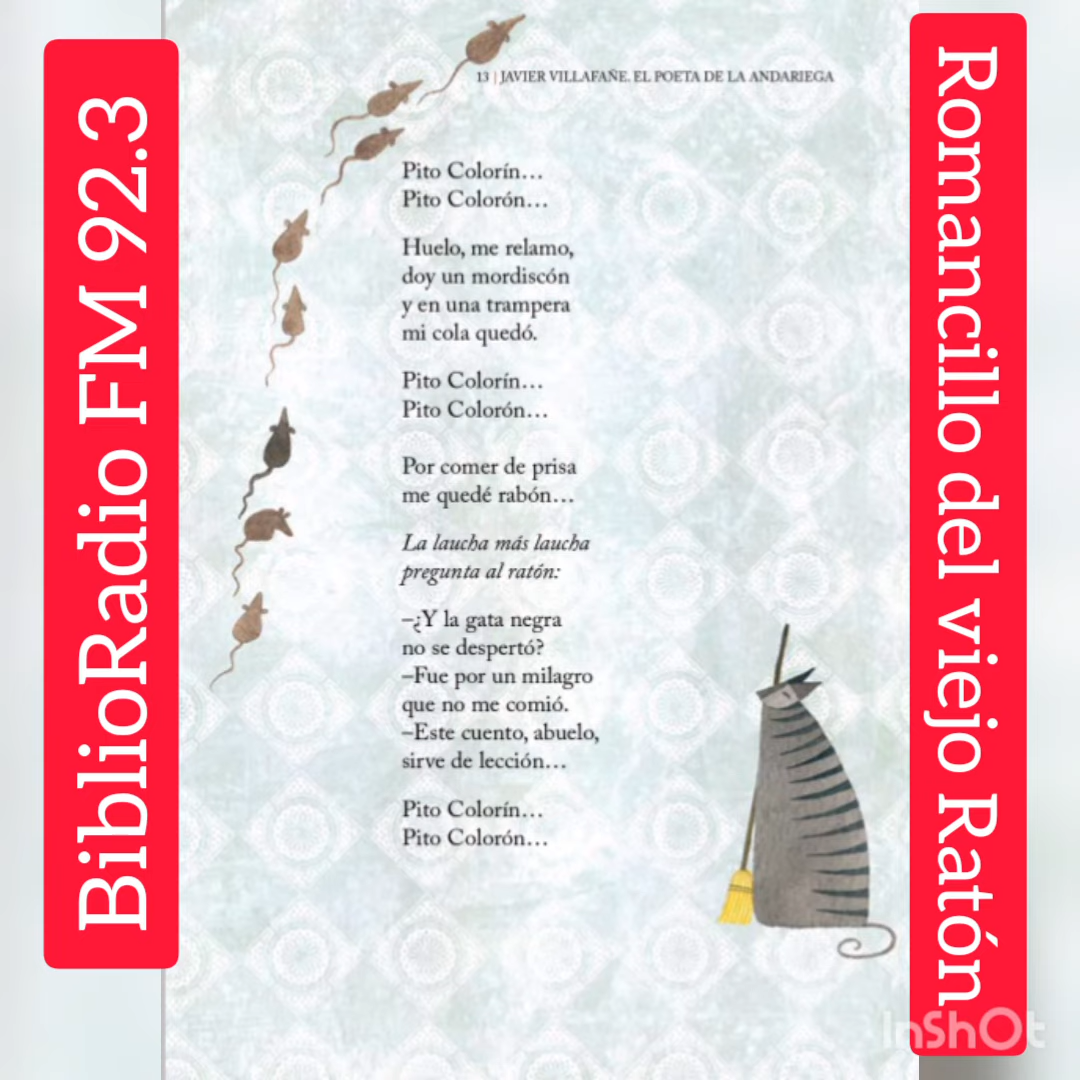 BiblioRadio FM 92.3
13 | JAVIER VILLAFAÑE. EL POETA DE LA ANDARIEGA
Pito Colorín...
Pito Colorón...
Huelo, me relamo,
doy un mordiscón
y en una trampera
mi cola quedó.
Pito Colorín...
Pito Colorón...
Por comer de prisa
me quedé rabón...
La laucha más laucha
pregunta al ratón:
–¿Y la gata negra
no se despertó?
–Fue por un milagro
que no me comió.
–Este cuento, abuelo,
sirve de lección...
Pito Colorín...
Pito Colorón...
Romancillo del viejo Ratón
InShOt